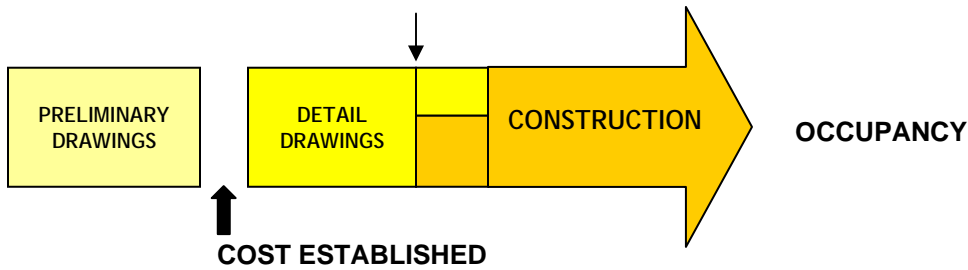 PRELIMINARY
DRAWINGS
DETAIL
DRAWINGS
CONSTRUCTION
OCCUPANCY
COST ESTABLISHED